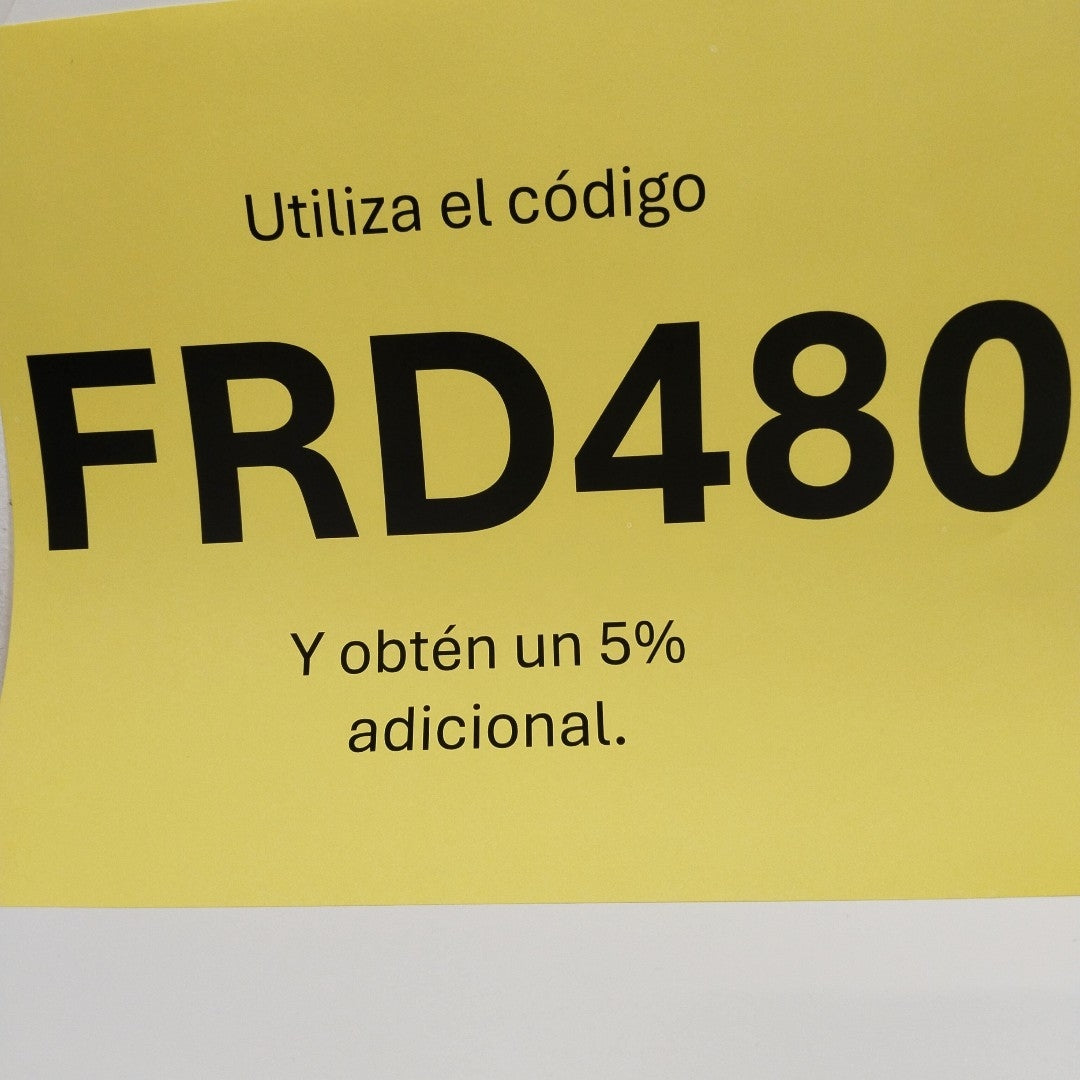 Utiliza el código
FRD480
Y obtén un 5%
adicional.